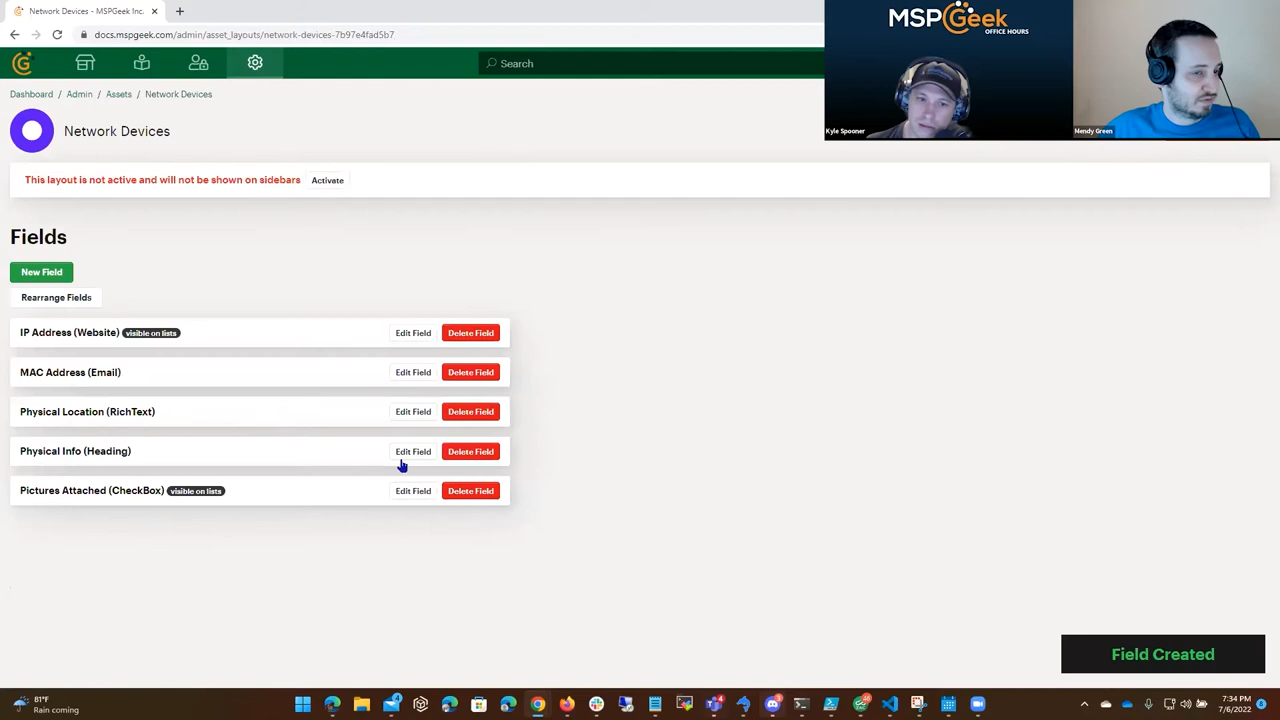 Network Devices - MSPGeek Inc.
docs.mspgeek.com/admin/asset_layouts/network-devices-7b97e4fad5b7
Search
Dashboard / Admin / Assets / Network Devices
Network Devices
This layout is not active and will not be shown on sidebars Activate
Fields
New Field
Rearrange Fields
IP Address (Website) visible on lists Edit Field Delete Field
MAC Address (Email) Edit Field Delete Field
Physical Location (RichText) Edit Field Delete Field
Physical Info (Heading) Edit Field Delete Field
Pictures Attached (CheckBox) visible on lists Edit Field Delete Field
MSPGeek
OFFICE HOURS
Kyle Spooner
Mendy Green
Field Created
81°F
Rain coming
7:34 PM
7/6/2022